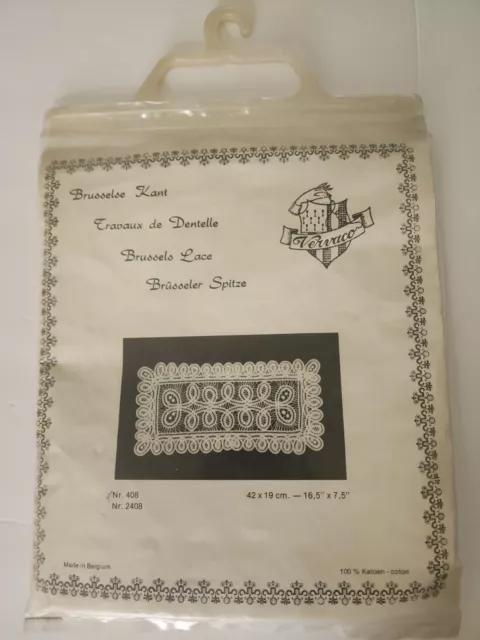 Brusselse Kant
Travaux de Dentelle
Brussels Lace
Brüsseler Spitze
Vervaco
Nr. 408
Nr. 2408
42 x 19 cm. — 16,5" x 7,5"
Made in Belgium
100 % Katoen - coton